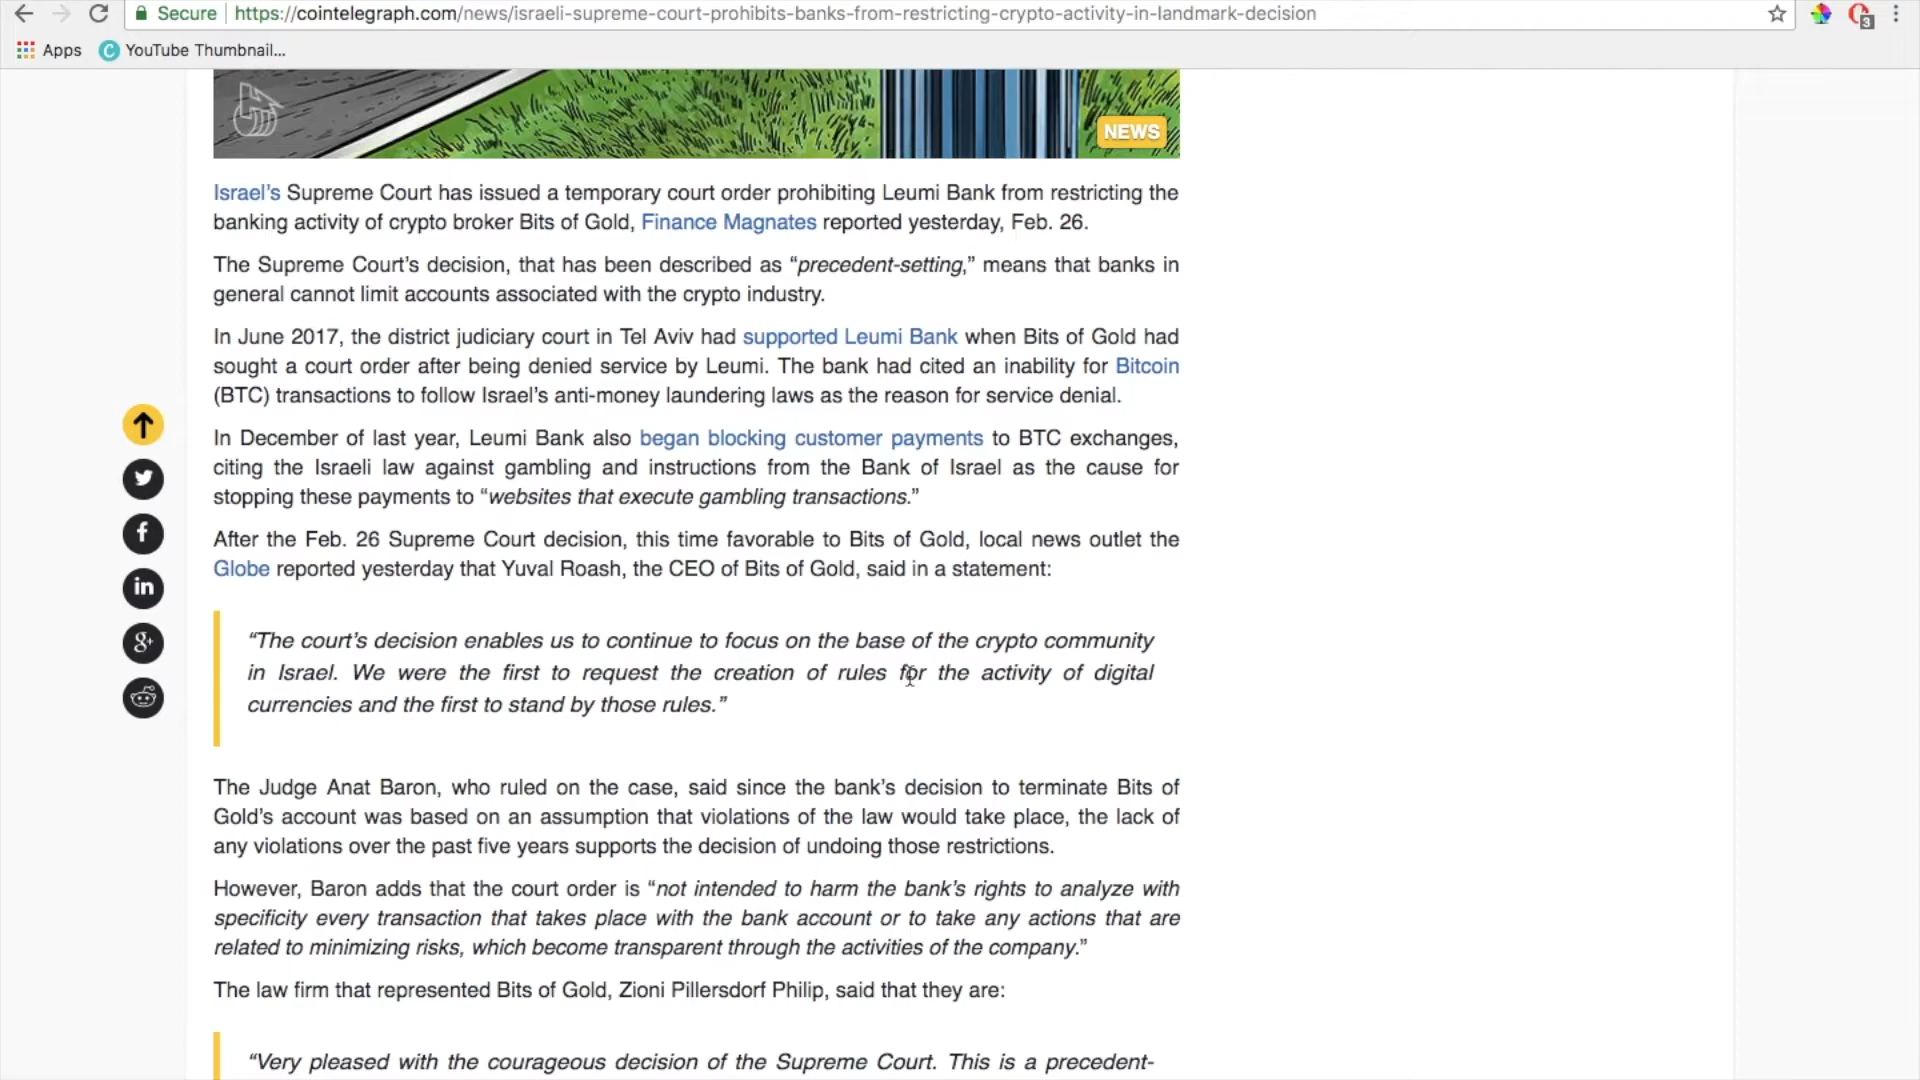 Secure https://cointelegraph.com/news/israeli-supreme-court-prohibits-banks-from-restricting-crypto-activity-in-landmark-decision
3
Apps YouTube Thumbnail...
NEWS
Israel's Supreme Court has issued a temporary court order prohibiting Leumi Bank from restricting the
banking activity of crypto broker Bits of Gold, Finance Magnates reported yesterday, Feb. 26.
The Supreme Court's decision, that has been described as “precedent-setting,” means that banks in
general cannot limit accounts associated with the crypto industry.
In June 2017, the district judiciary court in Tel Aviv had supported Leumi Bank when Bits of Gold had
sought a court order after being denied service by Leumi. The bank had cited an inability for Bitcoin
(BTC) transactions to follow Israel's anti-money laundering laws as the reason for service denial.
In December of last year, Leumi Bank also began blocking customer payments to BTC exchanges,
citing the Israeli law against gambling and instructions from the Bank of Israel as the cause for
stopping these payments to “websites that execute gambling transactions.”
After the Feb. 26 Supreme Court decision, this time favorable to Bits of Gold, local news outlet the
Globe reported yesterday that Yuval Roash, the CEO of Bits of Gold, said in a statement:
“The court's decision enables us to continue to focus on the base of the crypto community
in Israel. We were the first to request the creation of rules for the activity of digital
currencies and the first to stand by those rules.”
The Judge Anat Baron, who ruled on the case, said since the bank's decision to terminate Bits of
Gold's account was based on an assumption that violations of the law would take place, the lack of
any violations over the past five years supports the decision of undoing those restrictions.
However, Baron adds that the court order is “not intended to harm the bank's rights to analyze with
specificity every transaction that takes place with the bank account or to take any actions that are
related to minimizing risks, which become transparent through the activities of the company.”
The law firm that represented Bits of Gold, Zioni Pillersdorf Philip, said that they are:
“Very pleased with the courageous decision of the Supreme Court. This is a precedent-